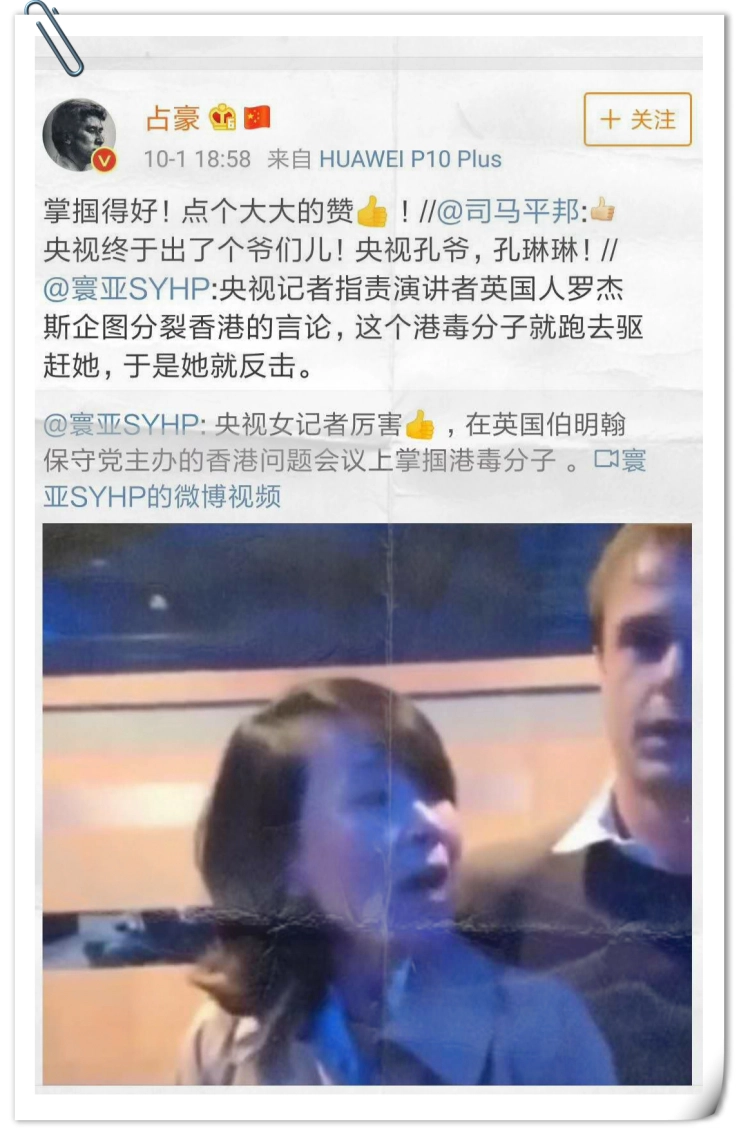 占豪
+ 关注
10-1 18:58 来自 HUAWEI P10 Plus
掌掴得好！点个大大的赞👍！//@司马平邦:👍
央视终于出了个爷们儿！央视孔爷，孔琳琳！//
@寰亚SYHP:央视记者指责演讲者英国人罗杰
斯企图分裂香港的言论，这个港毒分子就跑去驱
赶她，于是她就反击。
@寰亚SYHP: 央视女记者厉害👍，在英国伯明翰
保守党主办的香港问题会议上掌掴港毒分子 。寰
亚SYHP的微博视频